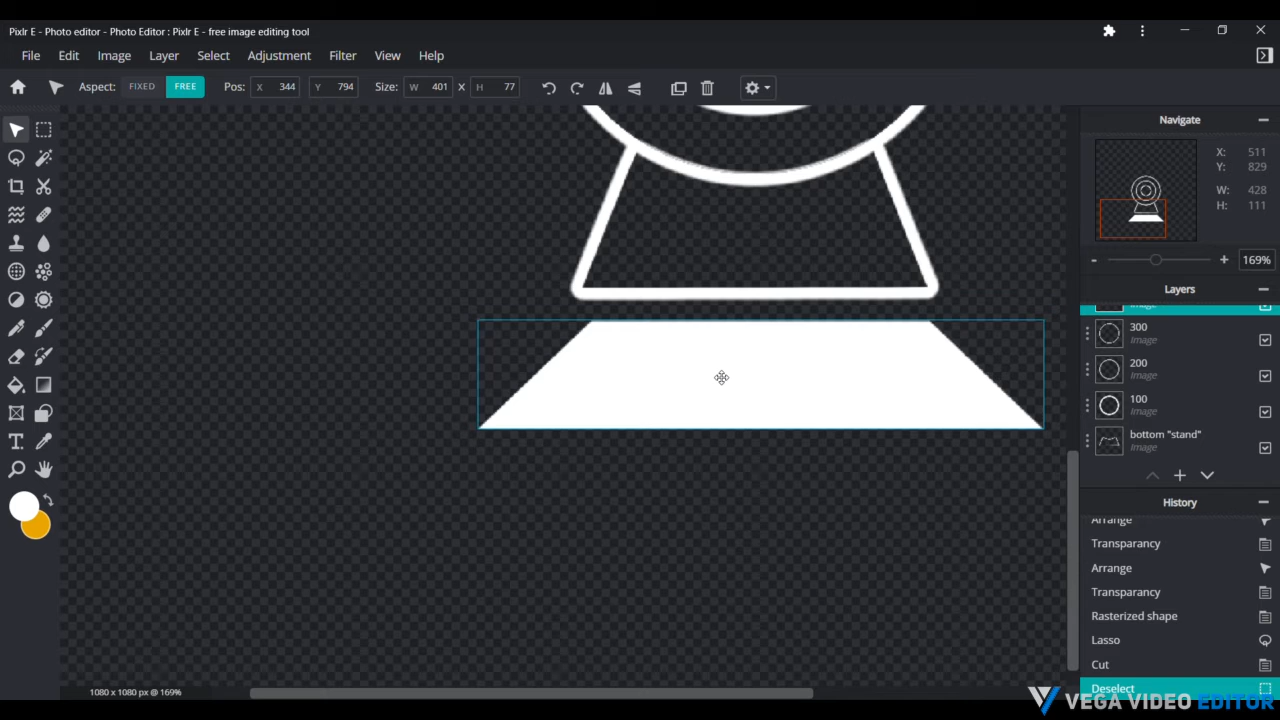 Pixlr E - Photo editor - Photo Editor : Pixlr E - free image editing tool
File Edit Image Layer Select Adjustment Filter View Help
Aspect: FIXED FREE Pos: X 344 Y 794 Size: W 401 X H 77
Navigate
X: 511
Y: 829
W: 428
H: 111
- + 169%
Layers
Image
300
Image
200
Image
100
Image
bottom "stand"
Image
History
Arrange
Transparancy
Arrange
Transparancy
Rasterized shape
Lasso
Cut
Deselect
1080 x 1080 px @ 169%
VEGA VIDEO EDITOR